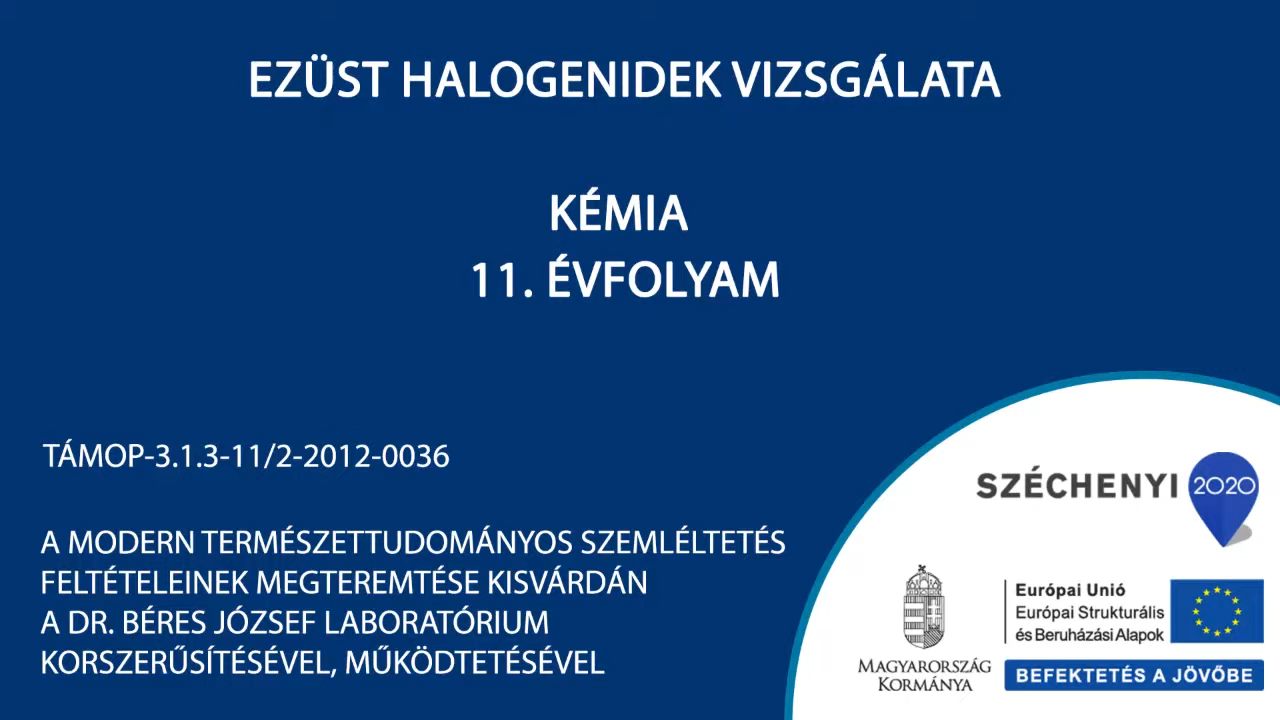 EZÜST HALOGENIDEK VIZSGÁLATA
KÉMIA
11. ÉVFOLYAM
TÁMOP-3.1.3-11/2-2012-0036
A MODERN TERMÉSZETTUDOMÁNYOS SZEMLÉLTETÉS
FELTÉTELEINEK MEGTEREMTÉSE KISVÁRDÁN
A DR. BÉRES JÓZSEF LABORATÓRIUM
KORSZERŰSÍTÉSÉVEL, MŰKÖDTETÉSÉVEL
SZÉCHENYI 2020
MAGYARORSZÁG
KORMÁNYA
Európai Unió
Európai Strukturális
és Beruházási Alapok
BEFEKTETÉS A JÖVŐBE